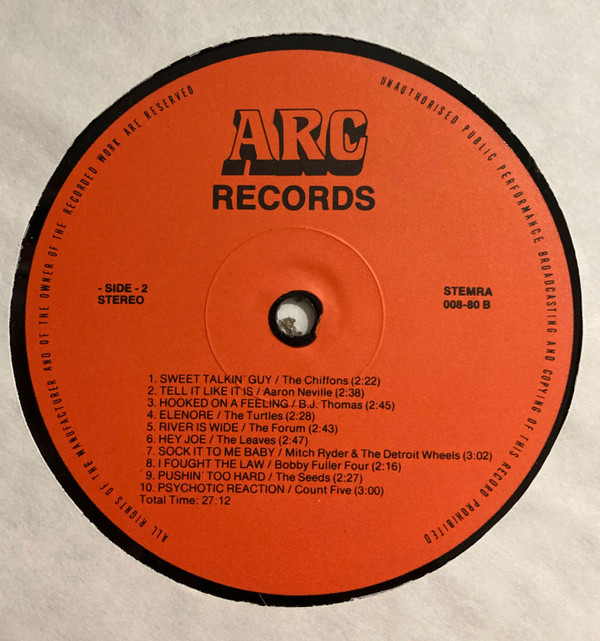 ARC
RECORDS
- SIDE - 2
STEREO
STEMRA
008-80 B
1. SWEET TALKIN' GUY / The Chiffons (2:22)
2. TELL IT LIKE IT IS / Aaron Neville (2:38)
3. HOOKED ON A FEELING / B.J. Thomas (2:45)
4. ELENORE / The Turtles (2:28)
5. RIVER IS WIDE / The Forum (2:43)
6. HEY JOE / The Leaves (2:47)
7. SOCK IT TO ME BABY / Mitch Ryder & The Detroit Wheels (3:02)
8. I FOUGHT THE LAW / Bobby Fuller Four (2:16)
9. PUSHIN' TOO HARD / The Seeds (2:27)
10. PSYCHOTIC REACTION / Count Five (3:00)
Total Time: 27:12
ALL RIGHTS OF THE MANUFACTURER AND OF THE OWNER OF THE RECORDED WORK ARE RESERVED
UNAUTHORISED PUBLIC PERFORMANCE BROADCASTING AND COPYING OF THIS RECORD PROHIBITED